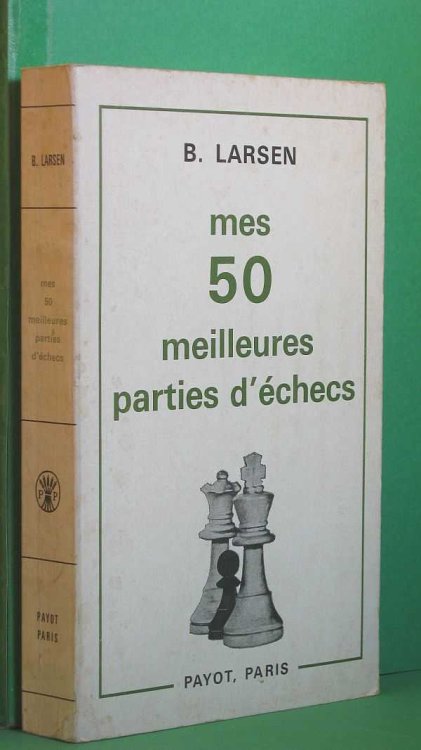 B. LARSEN
mes
50
meilleures
parties
d'échecs
P P
PAYOT
PARIS
B. LARSEN
mes
50
meilleures
parties d'échecs
PAYOT, PARIS